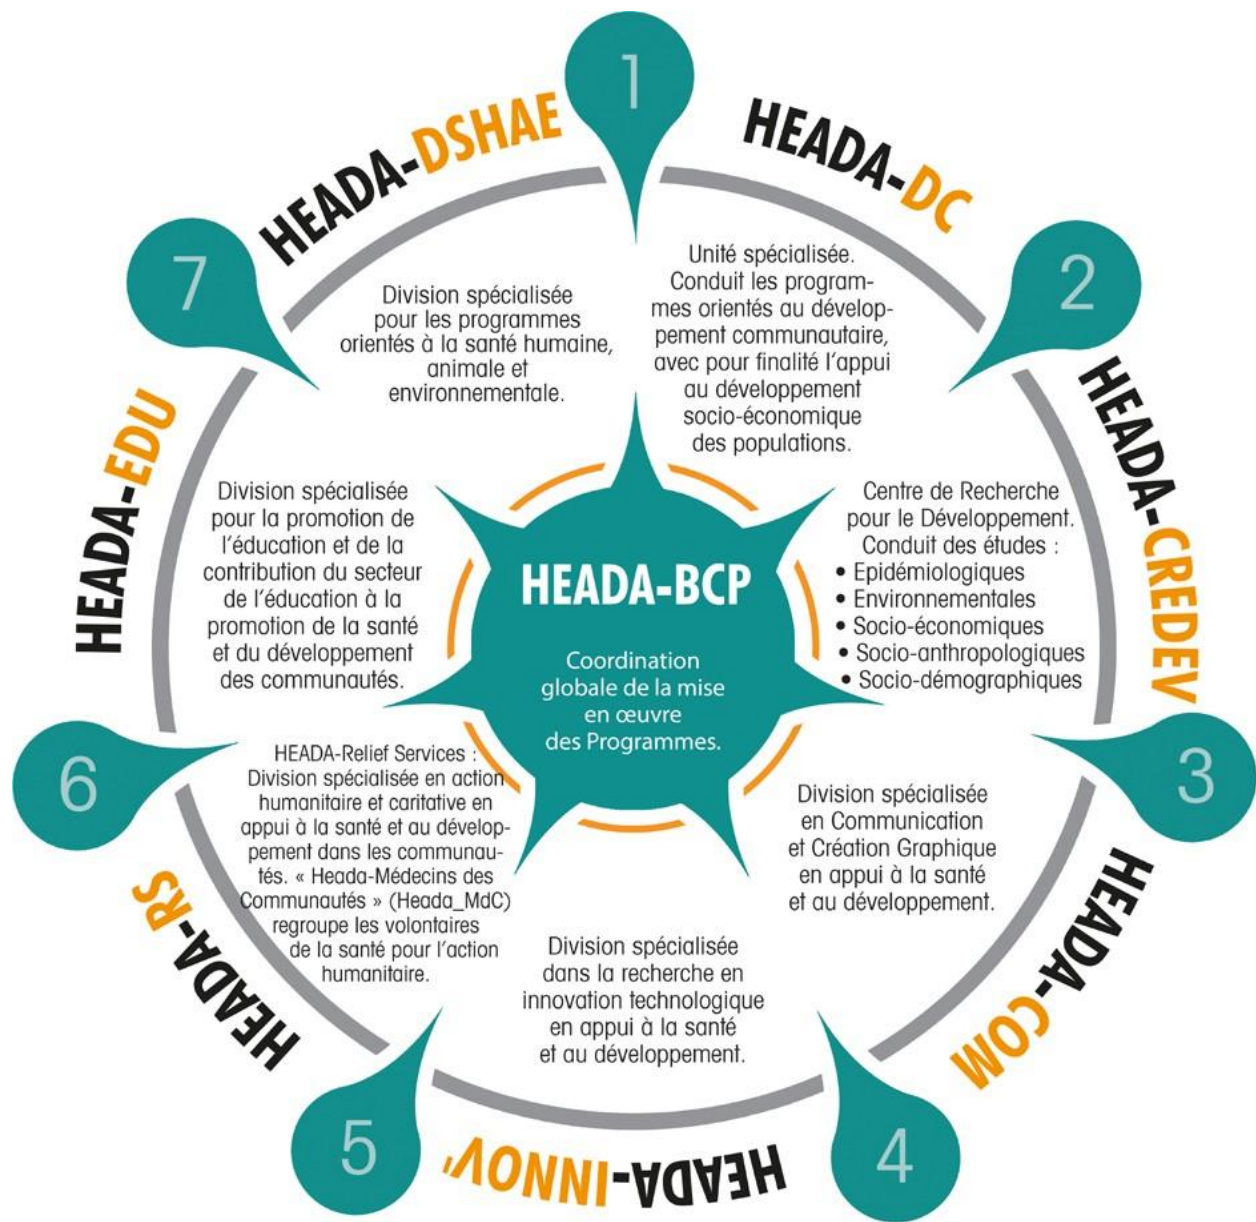 1
HEADA-DC
Unité spécialisée.
Conduit les program-
mes orientés au dévelop-
pement communautaire,
avec pour finalité l'appui
au développement
socio-économique
des populations.
2
HEADA-CREDEV
Centre de Recherche
pour le Développement.
Conduit des études :
• Epidémiologiques
• Environnementales
• Socio-économiques
• Socio-anthropologiques
• Socio-démographiques
3
HEADA-COM
Division spécialisée
en Communication
et Création Graphique
en appui à la santé
et au développement.
4
HEADA-INNOV'
Division spécialisée
dans la recherche en
innovation technologique
en appui à la santé
et au développement.
5
HEADA-RS
HEADA-Relief Services :
Division spécialisée en action
humanitaire et caritative en
appui à la santé et au dévelop-
pement dans les communau-
tés. « Heada-Médecins des
Communautés » (Heada_MdC)
regroupe les volontaires
de la santé pour l'action
humanitaire.
6
HEADA-EDU
Division spécialisée
pour la promotion de
l'éducation et de la
contribution du secteur
de l'éducation à la
promotion de la santé
et du développement
des communautés.
7
HEADA-DSHAE
Division spécialisée
pour les programmes
orientés à la santé humaine,
animale et
environnementale.
HEADA-BCP
Coordination
globale de la mise
en œuvre
des Programmes.